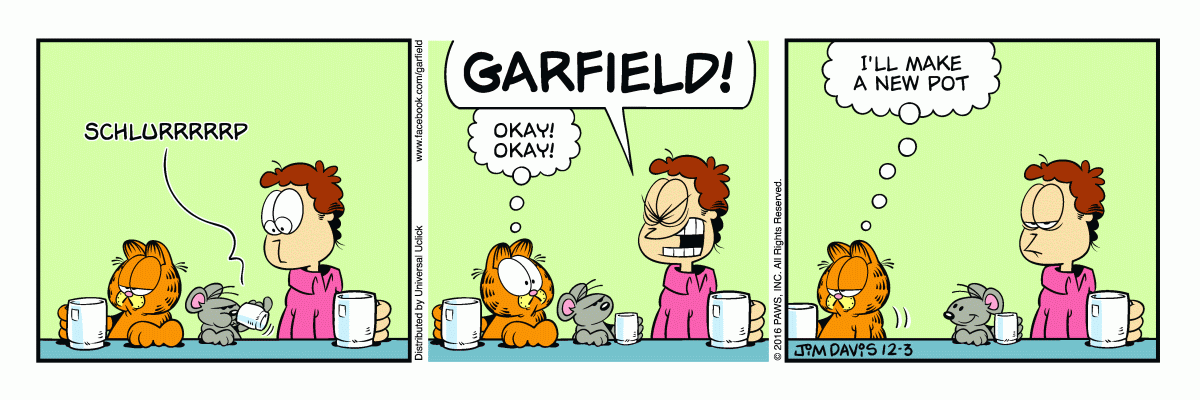 SCHLURRRRRP
www.facebook.com/garfield
Distributed by Universal Uclick
GARFIELD!
OKAY!
OKAY!
© 2016 PAWS, INC. All Rights Reserved.
I'LL MAKE
A NEW POT
JIM DAVIS 12-3